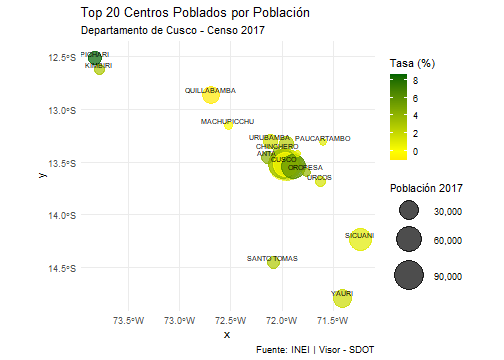 Top 20 Centros Poblados por Población
Departamento de Cusco - Censo 2017
12.5°S
13.0°S
13.5°S
14.0°S
14.5°S
y
PICHARI
KIMBIRI
QUILLABAMBA
MACHUPICCHU
URUBAMBA
PAUCARTAMBO
CHINCHERO
ANTA
CUSCO
OROPESA
URCOS
SICUANI
SANTO TOMAS
YAURI
73.5°W
73.0°W
72.5°W
72.0°W
71.5°W
x
Tasa (%)
8
6
4
2
0
Población 2017
30,000
60,000
90,000
Fuente: INEI | Visor - SDOT